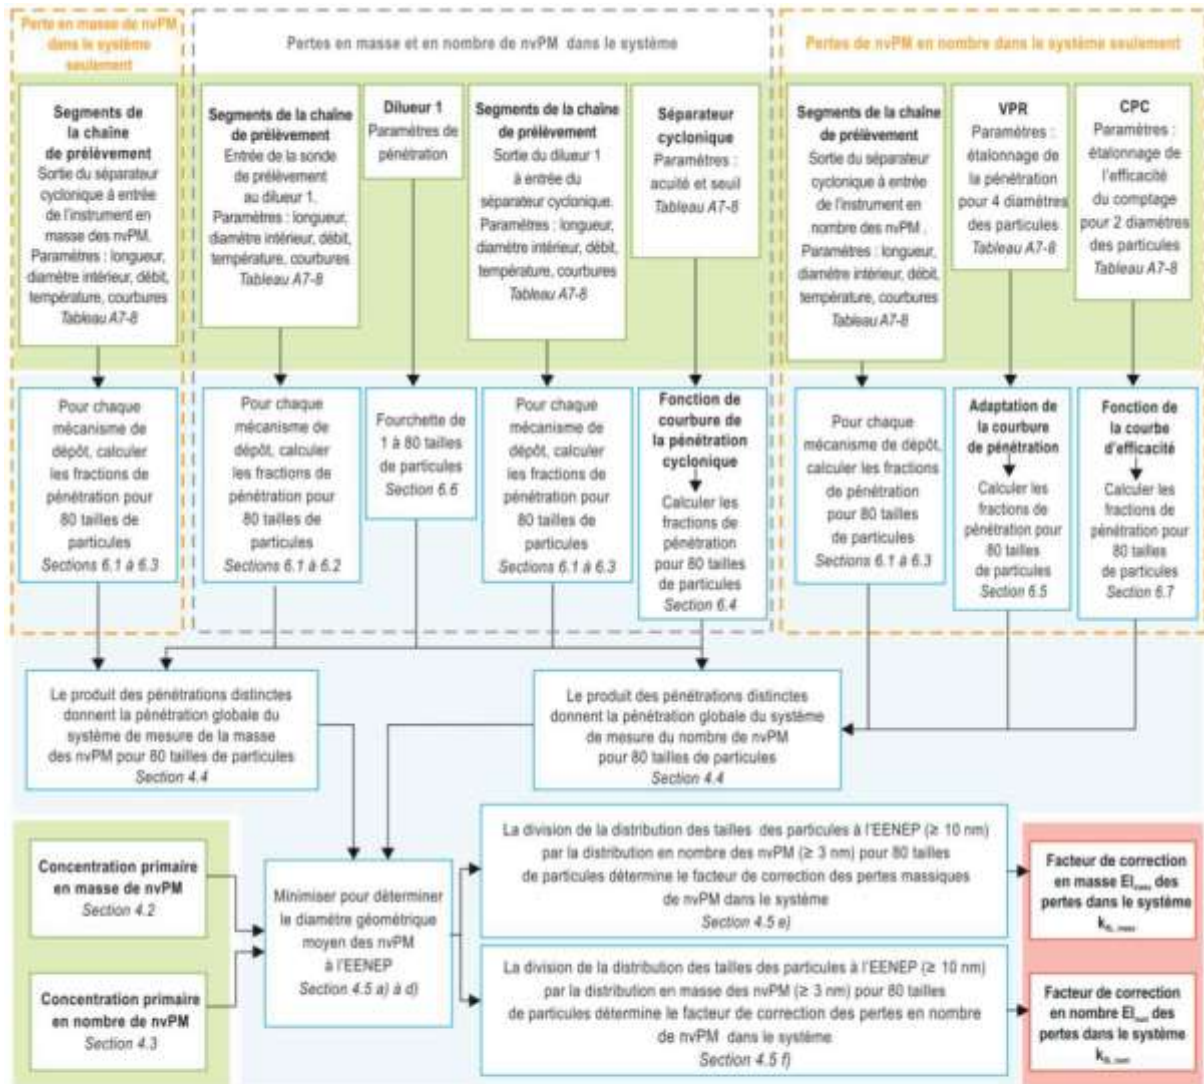 Perte en masse de nvPM
dans le système
seulement
Pertes en masse et en nombre de nvPM dans le système
Pertes de nvPM en nombre dans le système seulement
Segments de
la chaîne
de prélèvement
Sortie du séparateur
cyclonique à entrée
de l'instrument en
masse des nvPM.
Paramètres : longueur,
diamètre intérieur, débit,
température, courbures
Tableau A7-8
Segments de la chaîne
de prélèvement
Entrée de la sonde
de prélèvement
au dilueur 1.
Paramètres : longueur,
diamètre intérieur, débit,
température, courbures
Tableau A7-8
Dilueur 1
Paramètres de
pénétration
Segments de la chaîne
de prélèvement
Sortie du dilueur 1
à entrée du
séparateur cyclonique.
Paramètres : longueur,
diamètre intérieur, débit,
température, courbures
Tableau A7-8
Séparateur
cyclonique
Paramètres :
acuité et seuil
Tableau A7-8
Segments de la chaîne
de prélèvement
Sortie du séparateur
cyclonique à entrée
de l'instrument en
nombre des nvPM .
Paramètres : longueur,
diamètre intérieur, débit,
température, courbures
Tableau A7-8
VPR
Paramètres :
étalonnage de
la pénétration
pour 4 diamètres
des particules
Tableau A7-8
CPC
Paramètres :
étalonnage de
l'efficacité
du comptage
pour 2 diamètres
des particules
Tableau A7-8
Pour chaque
mécanisme de
dépôt, calculer
les fractions de
pénétration pour
80 tailles de
particules
Sections 6.1 à 6.3
Pour chaque
mécanisme de
dépôt, calculer
les fractions de
pénétration pour
80 tailles de
particules
Sections 6.1 à 6.2
Fourchette de
1 à 80 tailles
de particules
Section 6.6
Pour chaque
mécanisme de
dépôt, calculer
les fractions de
pénétration pour
80 tailles de
particules
Sections 6.1 à 6.3
Fonction de
courbure de
la pénétration
cyclonique
Calculer les
fractions de
pénétration
pour 80 tailles
de particules
Section 6.4
Pour chaque
mécanisme de dépôt,
calculer les fractions
de pénétration
pour 80 tailles
de particules
Sections 6.1 à 6.3
Adaptation de
la courbure
de pénétration
Calculer les
fractions de
pénétration pour
80 tailles
de particules
Section 6.5
Fonction de
la courbe
d'efficacité
Calculer les
fractions de
pénétration pour
80 tailles
de particules
Section 6.7
Le produit des pénétrations distinctes
donnent la pénétration globale du
système de mesure de la masse
des nvPM pour 80 tailles de particules
Section 4.4
Le produit des pénétrations distinctes
donnent la pénétration globale du système
de mesure du nombre de nvPM
pour 80 tailles de particules
Section 4.4
Concentration primaire
en masse de nvPM
Section 4.2
Concentration primaire
en nombre de nvPM
Section 4.3
Minimiser pour déterminer
le diamètre géométrique
moyen des nvPM
à l'EENEP
Section 4.5 a) à d)
La division de la distribution des tailles des particules à l'EENEP (≥ 10 nm)
par la distribution en nombre des nvPM (≥ 3 nm) pour 80 tailles
de particules détermine le facteur de correction des pertes massiques
de nvPM dans le système
Section 4.5 e)
La division de la distribution des tailles des particules à l'EENEP (≥ 10 nm)
par la distribution en masse des nvPM (≥ 3 nm) pour 80 tailles
de particules détermine le facteur de correction des pertes en nombre
de nvPM dans le système
Section 4.5 f)
Facteur de correction
en masse EI des
pertes dans le système
k
Facteur de correction
en nombre EI des
pertes dans le système
k